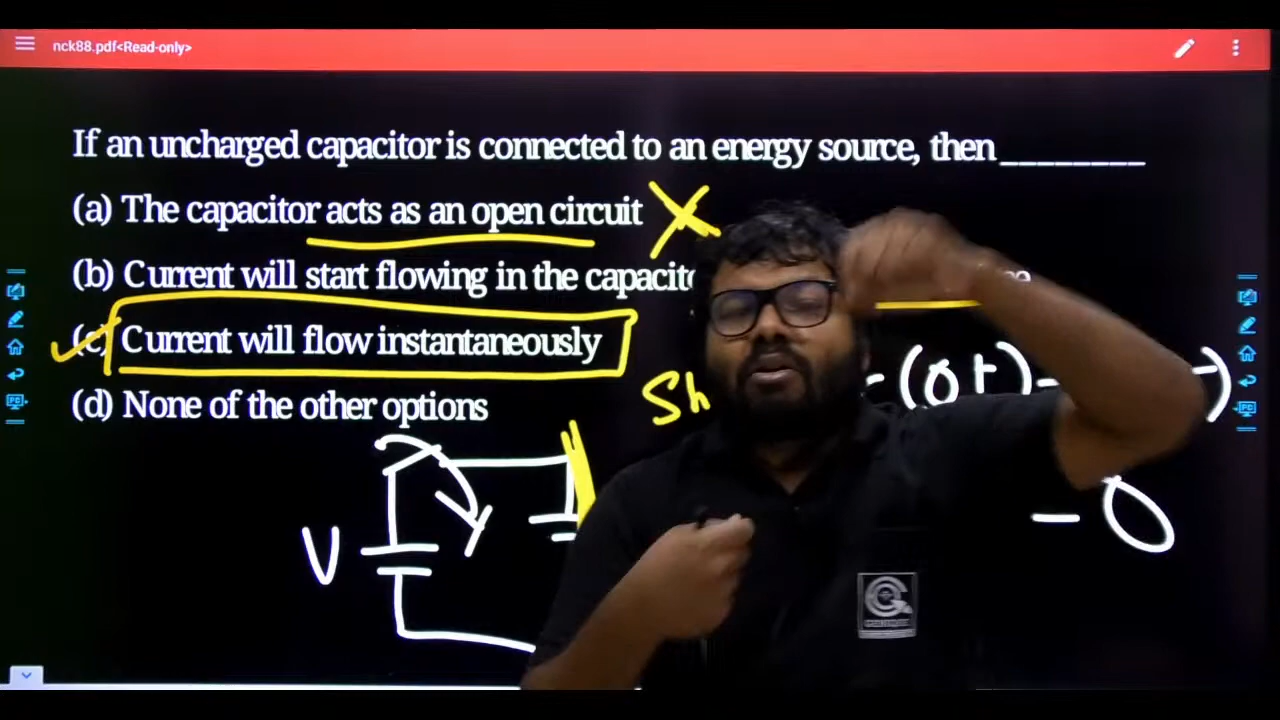 nck88.pdf<Read-only>
If an uncharged capacitor is connected to an energy source, then ________
(a) The capacitor acts as an open circuit
(b) Current will start flowing in the
(c) Current will flow instantaneously
(d) None of the other options
Sh
(0+)
V